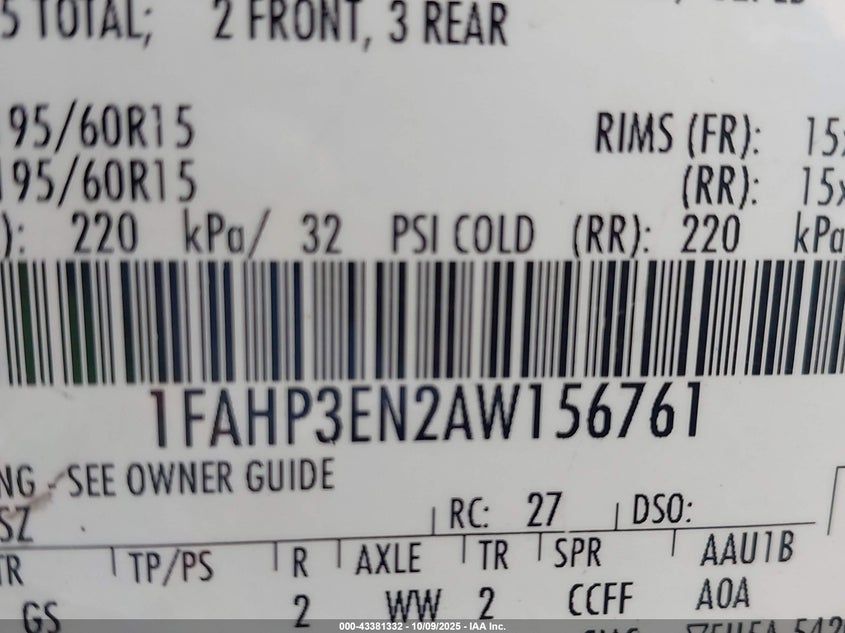 5 TOTAL; 2 FRONT, 3 REAR
95/60R15 RIMS (FR): 15x
195/60R15 (RR): 15x
): 220 kPa/ 32 PSI COLD (RR): 220 kPa
1FAHP3EN2AW156761
NG - SEE OWNER GUIDE
SZ RC: 27 DSO:
TR TP/PS R AXLE TR SPR AAU1B
GS 2 WW 2 CCFF A0A
000-43381332 - 10/09/2025 - IAA Inc.